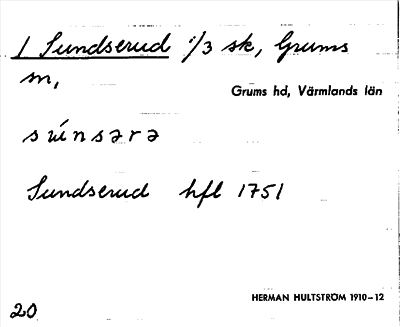 1 Sundserud 1/3 sk, Grums
sn,
Grums hd, Värmlands län
sẃnsərə
Sundserud hfl 1751
HERMAN HULTSTRÖM 1910–12
20